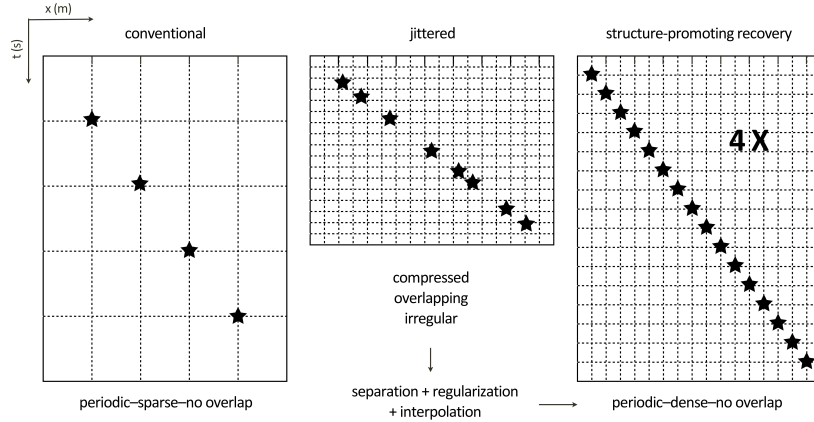 x (m)
t (s)
conventional
jittered
structure-promoting recovery
4 X
compressed
overlapping
irregular
separation + regularization
+ interpolation
periodic–sparse–no overlap
periodic–dense–no overlap